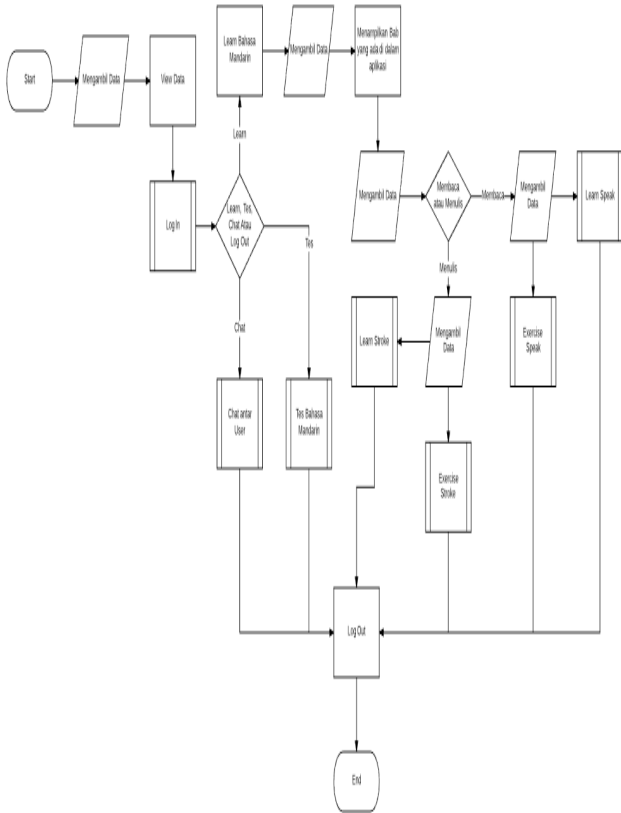 Start
Mengambil Data
View Data
Learn Bahasa
Mandarin
Mengambil Data
Menampilkan Bab
yang ada di dalam
aplikasi
Learn
Log In
Learn, Tes,
Chat Atau
Log Out
Tes
Chat
Mengambil Data
Membaca
atau Menulis
Membaca
Mengambil
Data
Learn Speak
Menulis
Learn Stroke
Mengambil
Data
Exercise
Speak
Chat antar
User
Tes Bahasa
Mandarin
Exercise
Stroke
Log Out
End